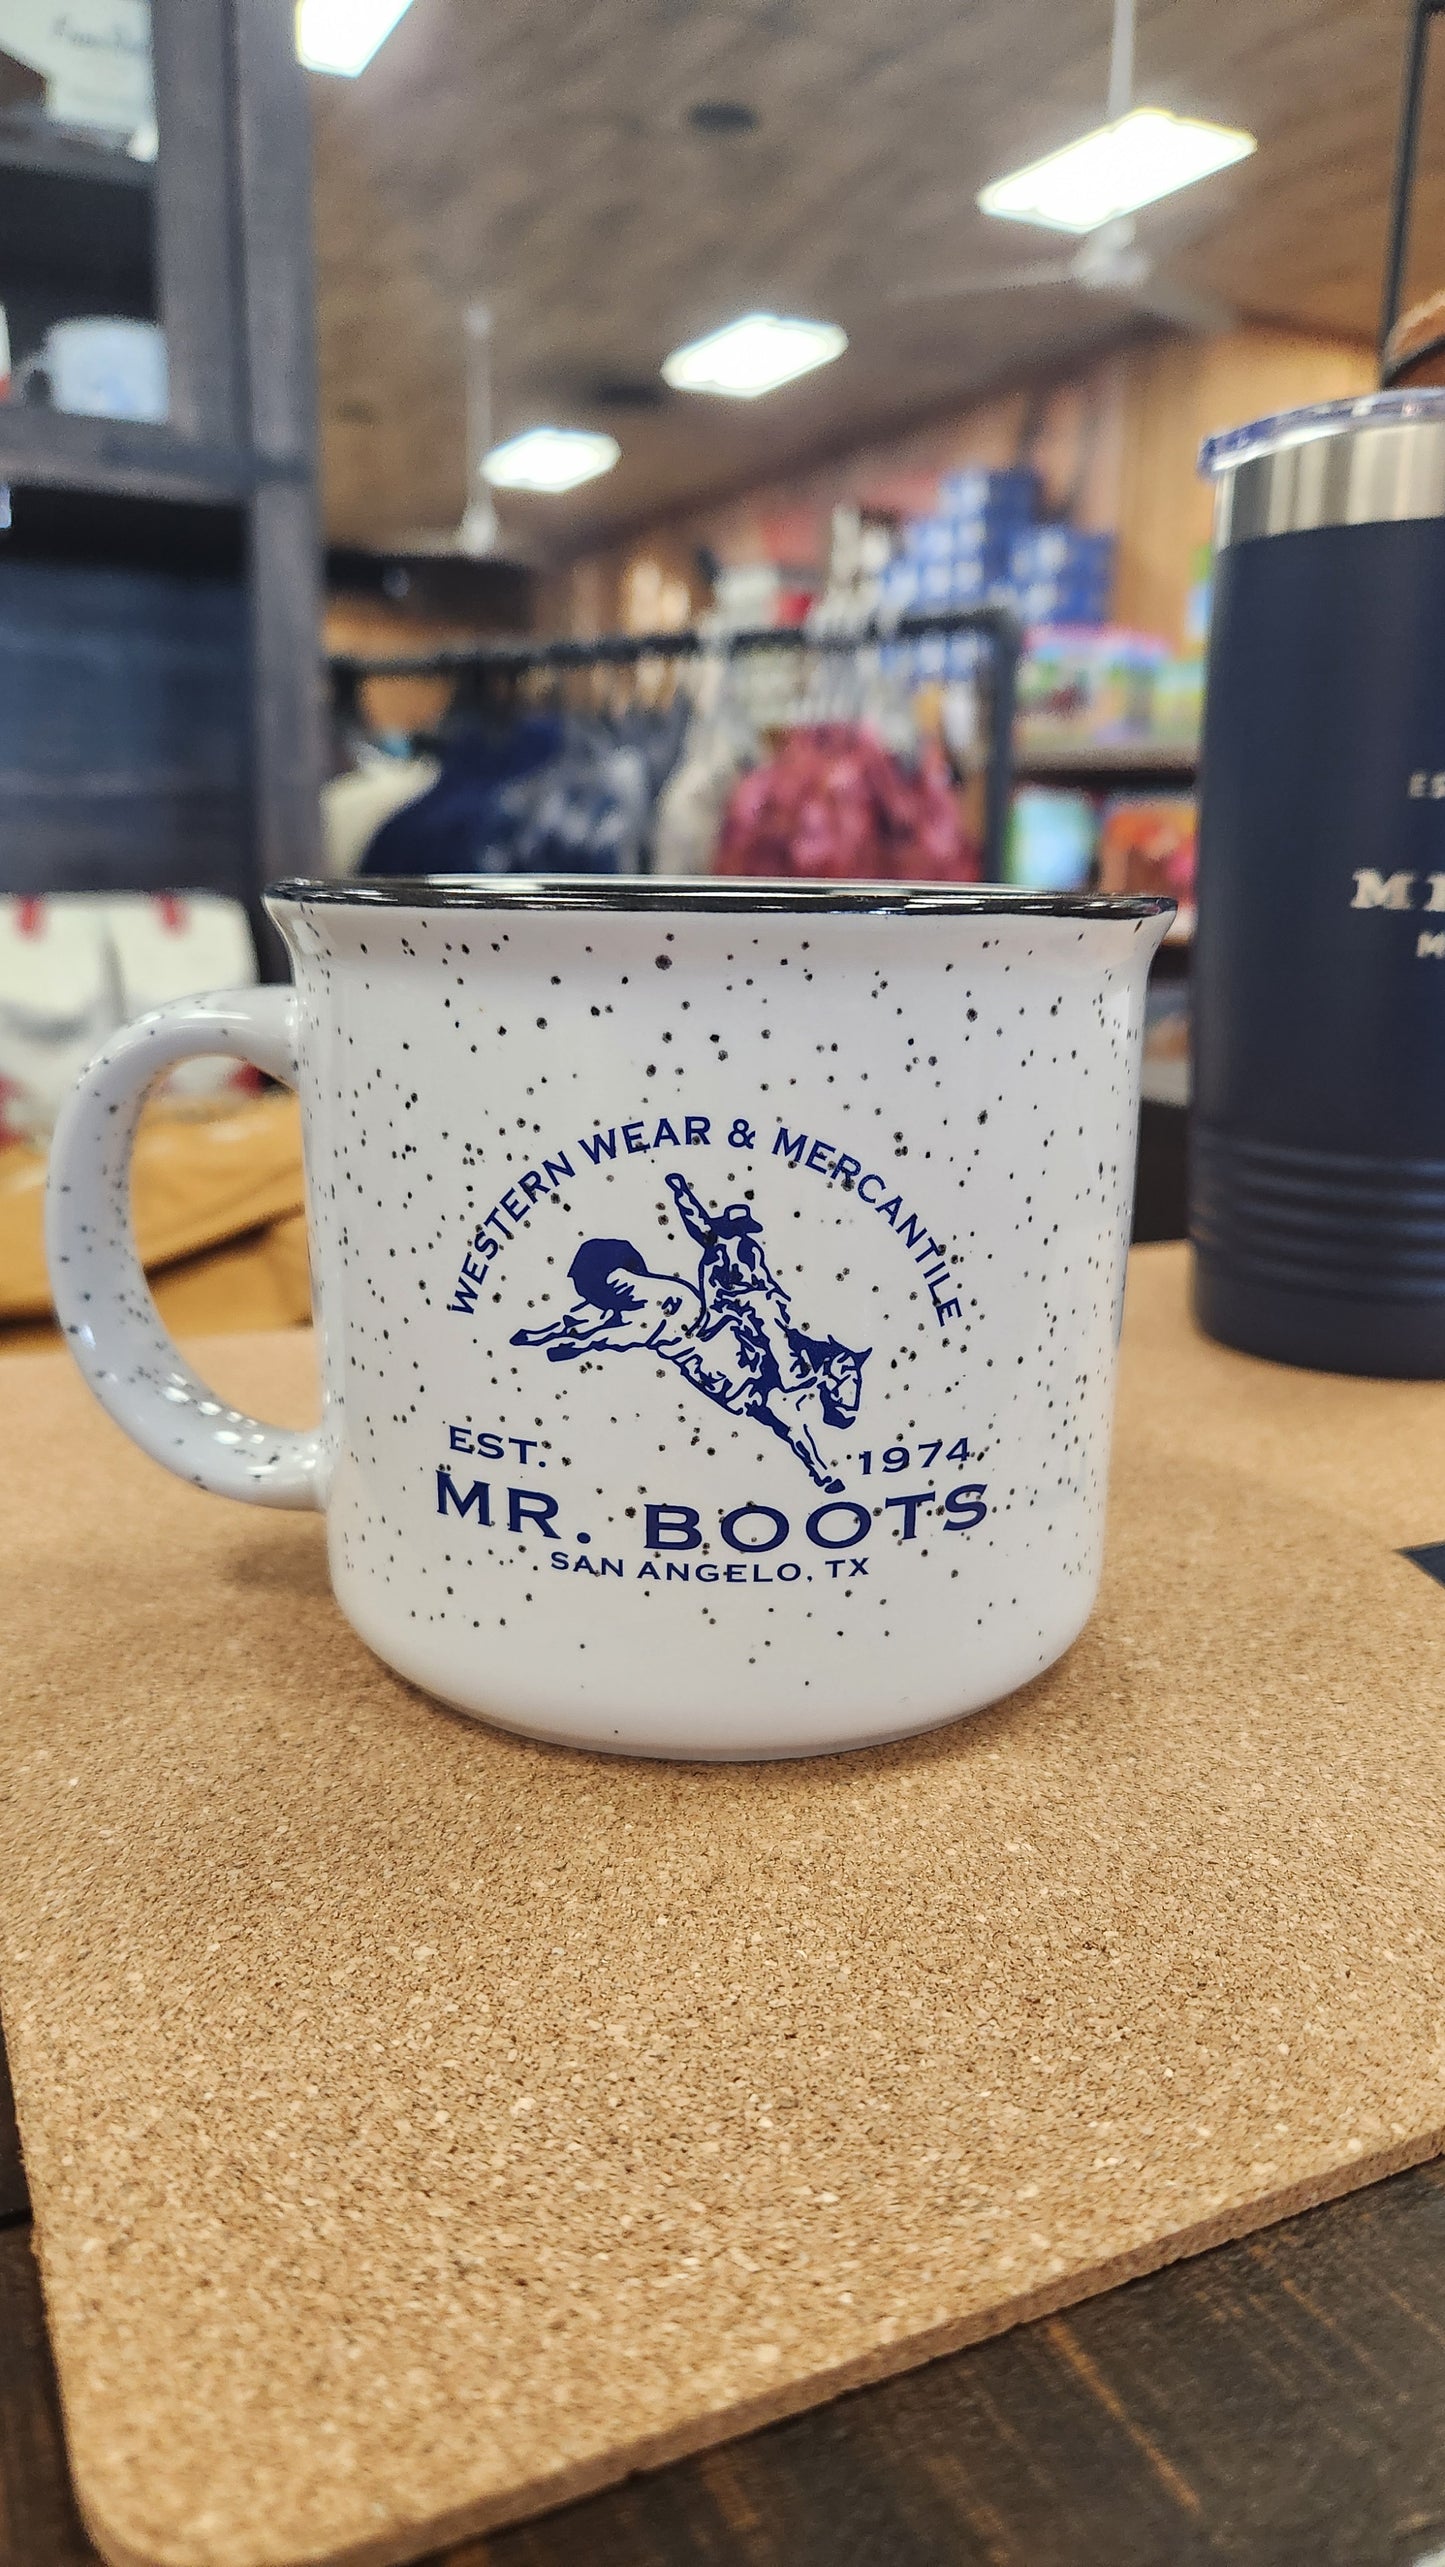 WESTERN WEAR & MERCANTILE
EST. 1974
MR. BOOTS
SAN ANGELO, TX